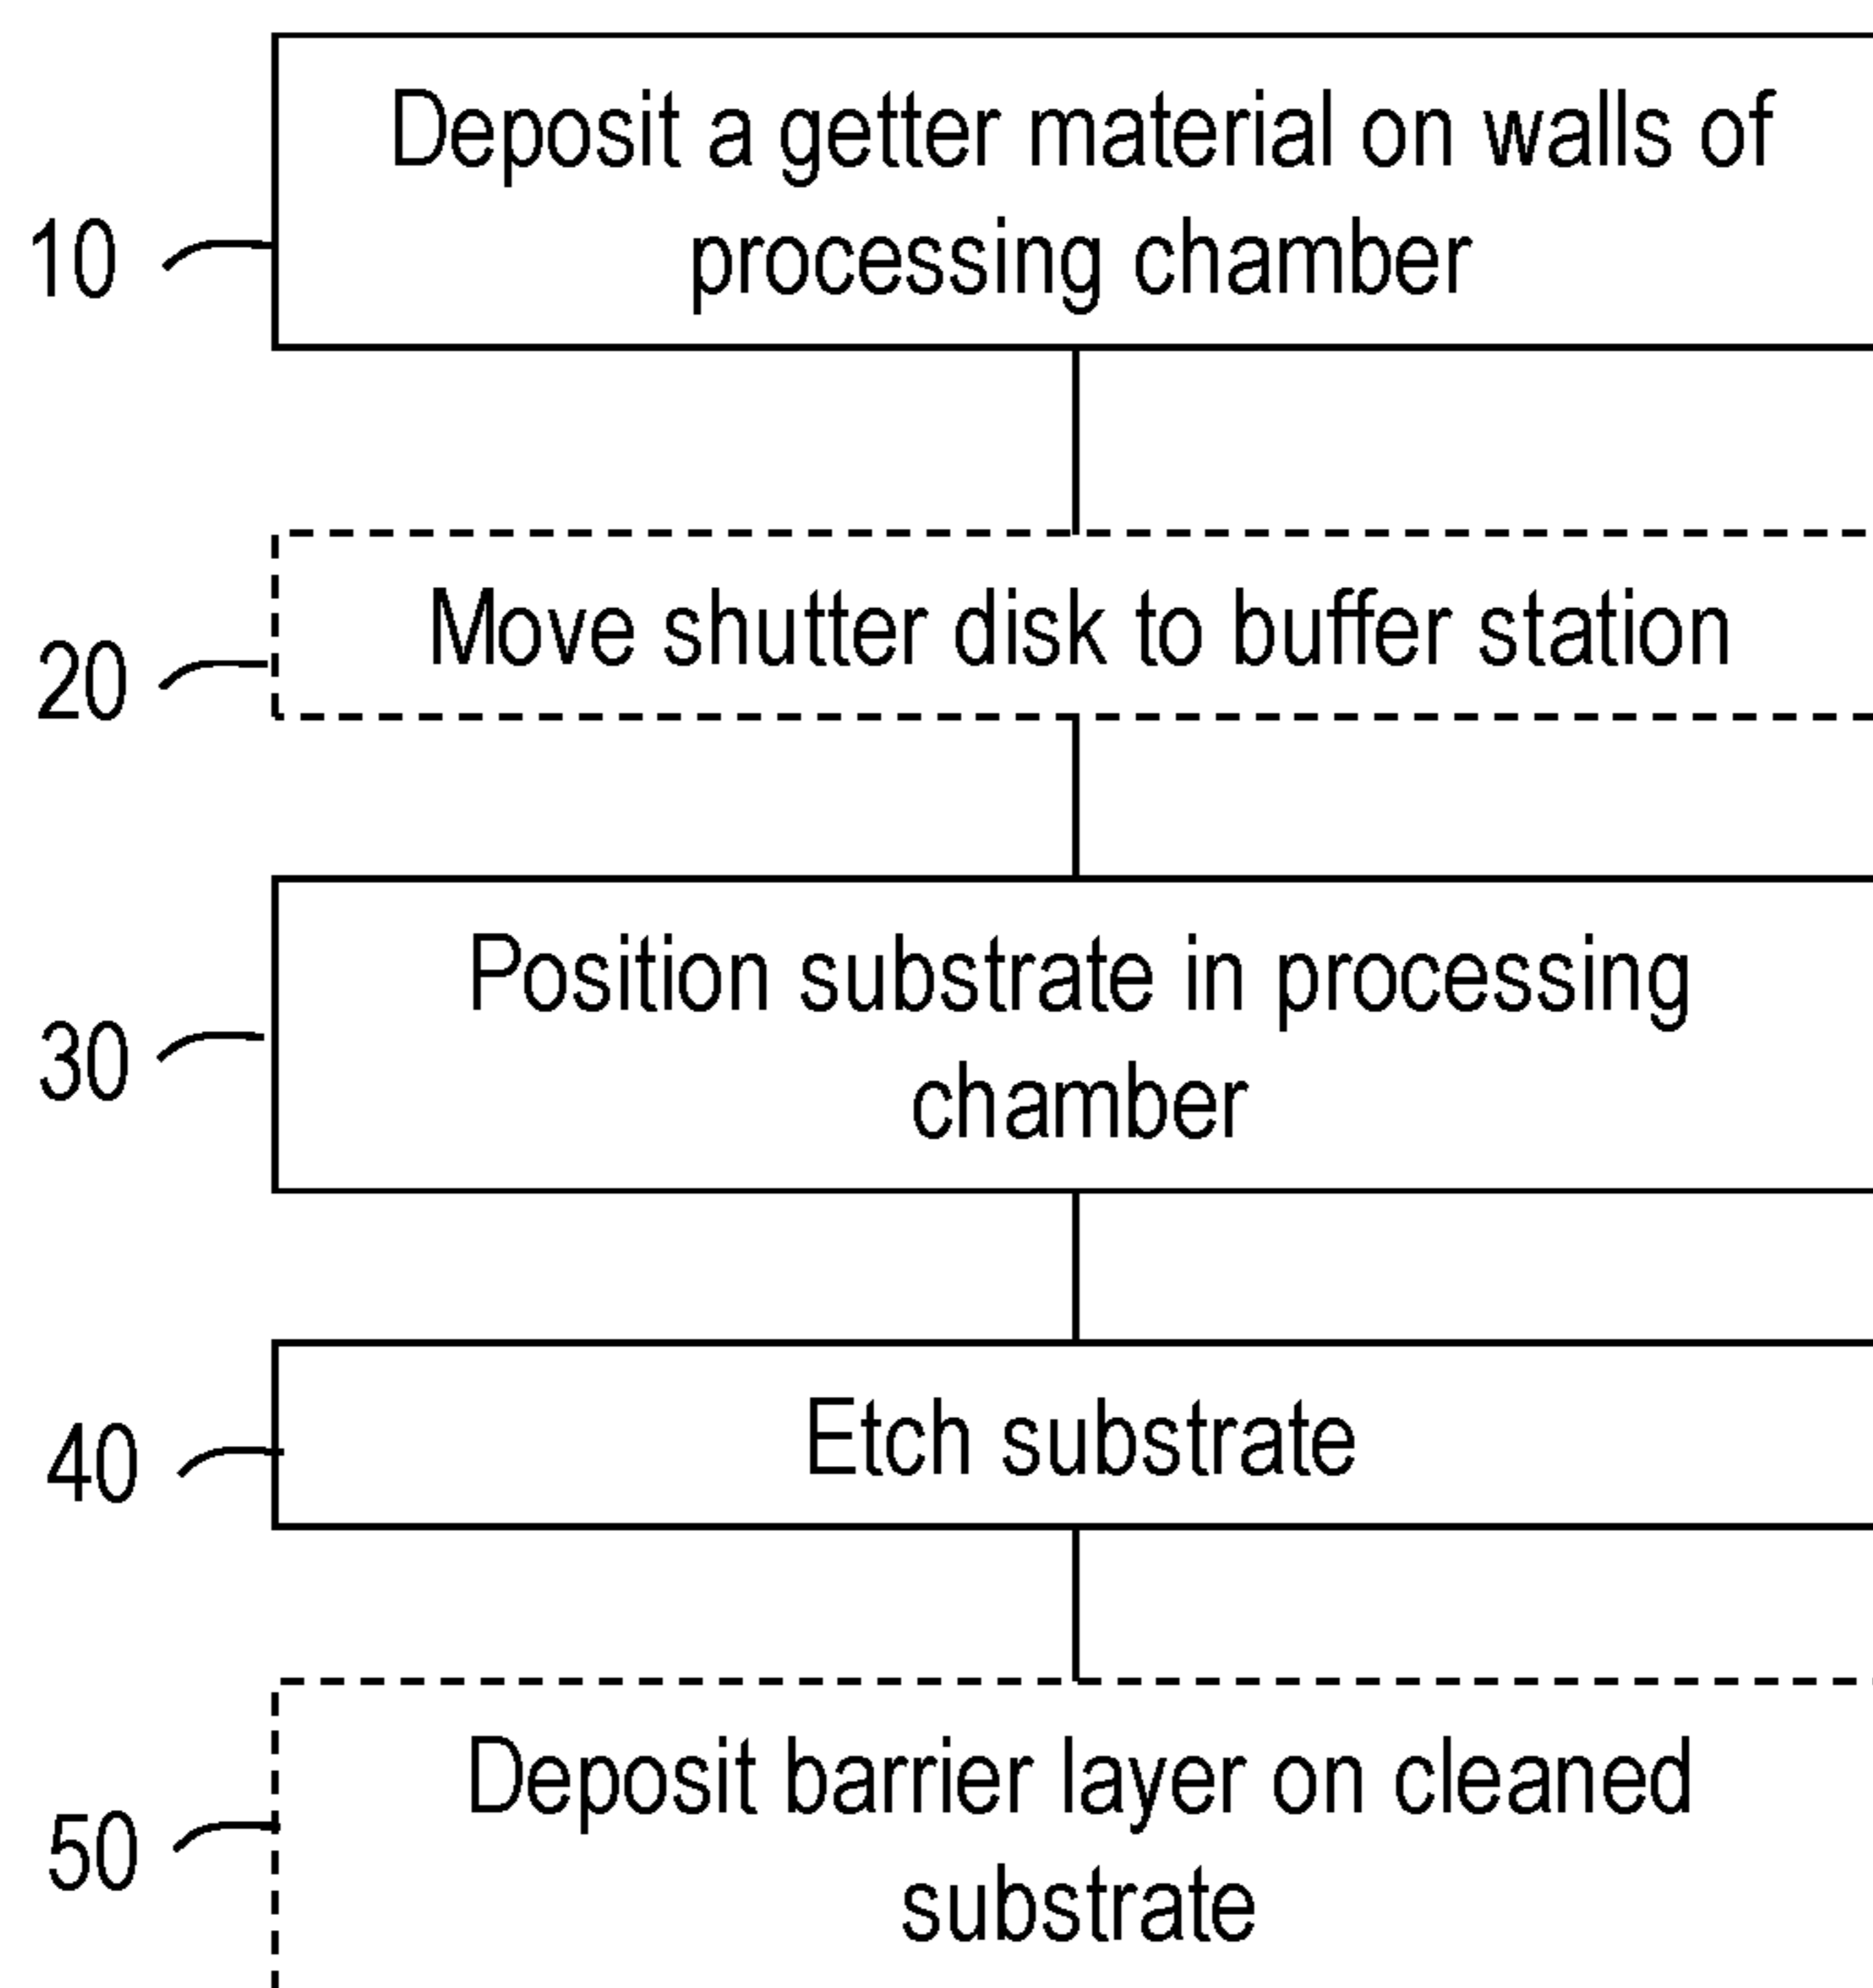 Deposit a getter material on walls of
10
processing chamber
Move shutter disk to buffer station
20
Position substrate in processing
30
chamber
Etch substrate
40
Deposit barrier layer on cleaned
50
substrate